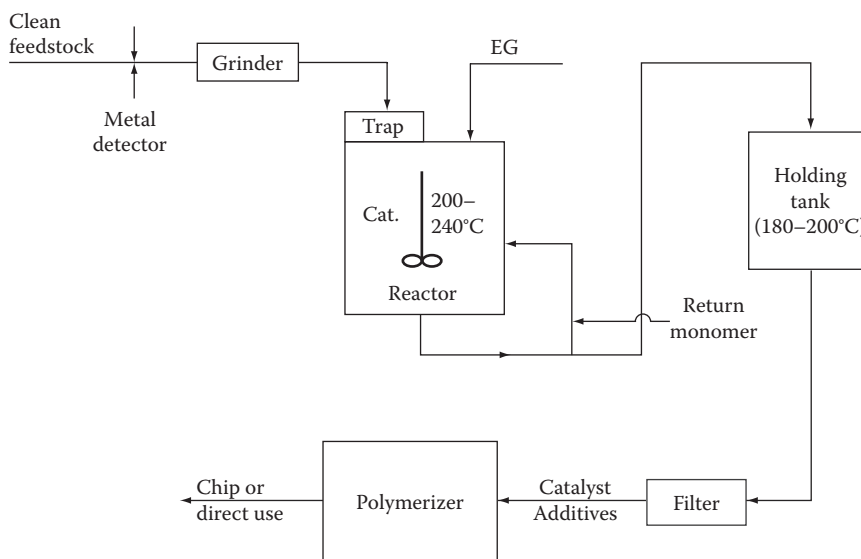 Clean
feedstock
Grinder
EG
Metal
detector
Trap
Cat.
200–
240°C
Reactor
Holding
tank
(180–200°C)
Return
monomer
Chip or
direct use
Polymerizer
Catalyst
Additives
Filter